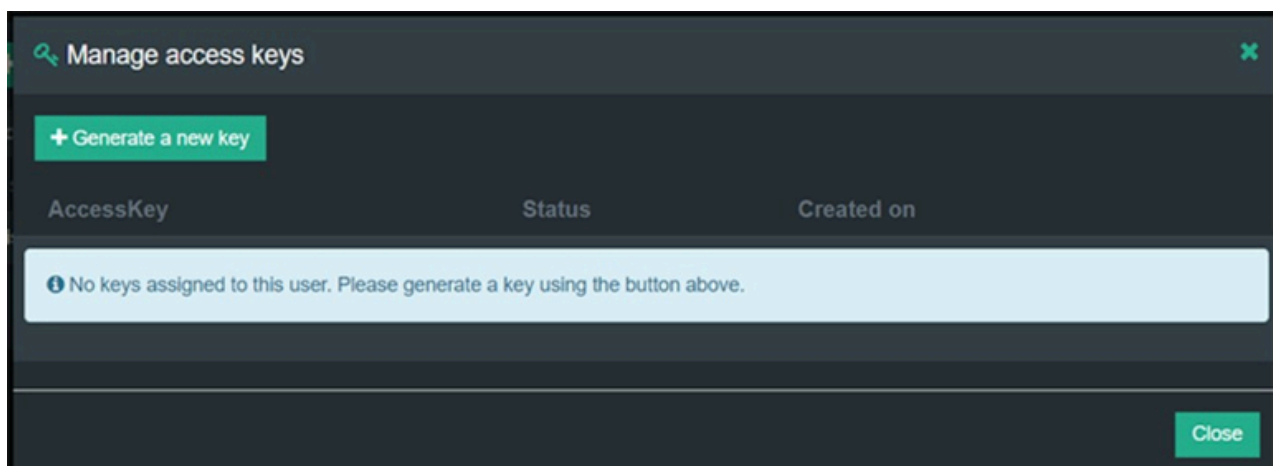 Manage access keys
+ Generate a new key
AccessKey Status Created on
No keys assigned to this user. Please generate a key using the button above.
Close